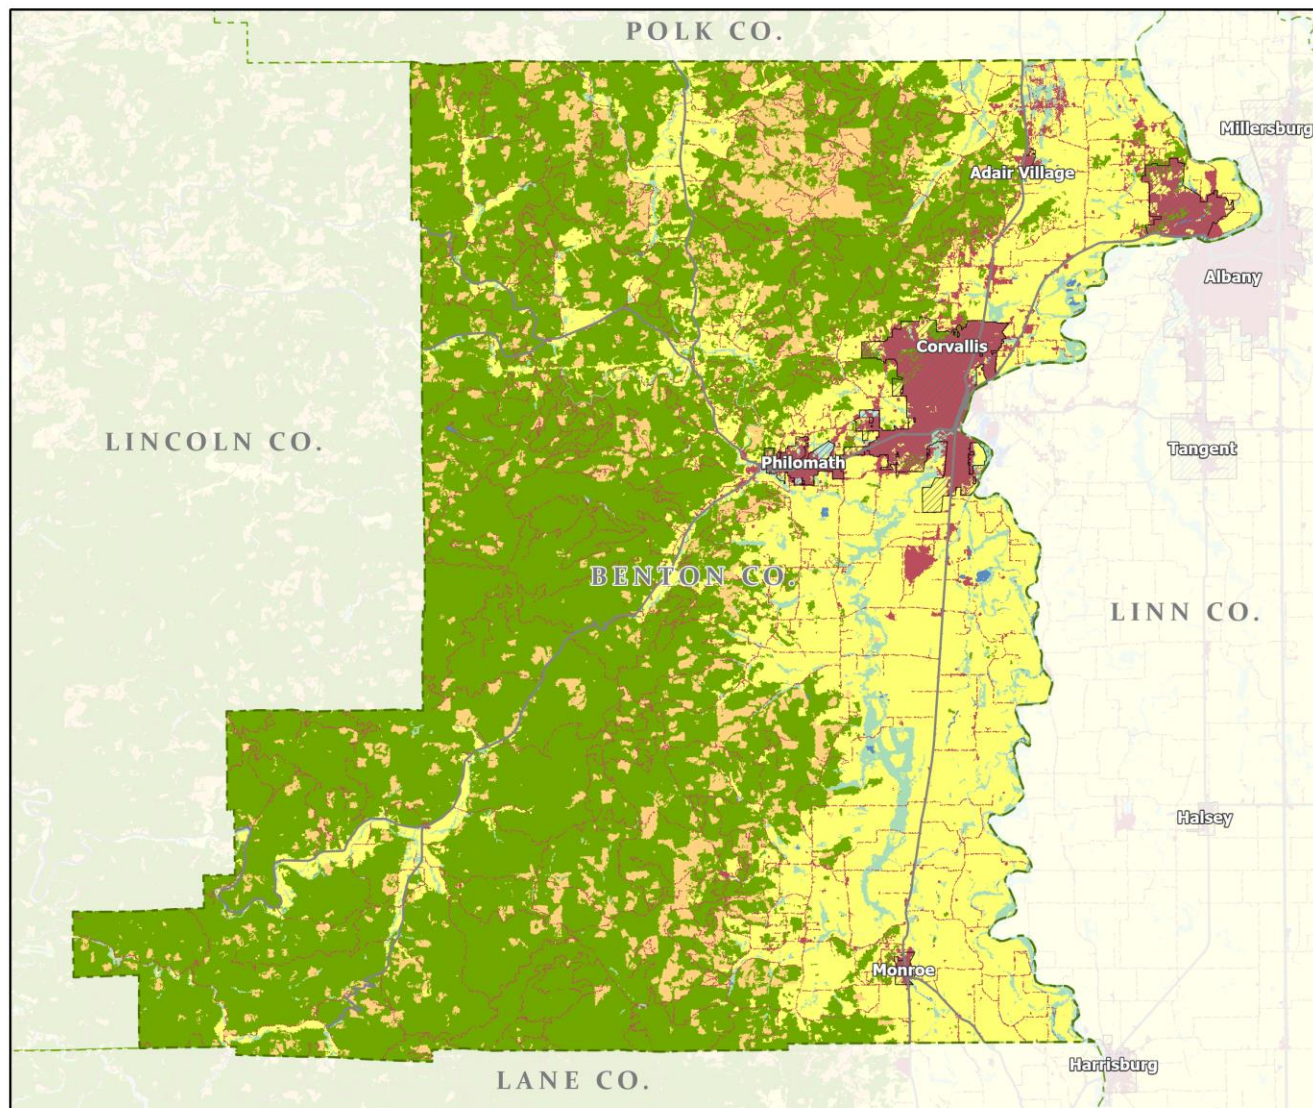 POLK CO.
Millersburg
Adair Village
Albany
Corvallis
LINCOLN CO.
Tangent
Philomath
BENTON CO.
LINN CO.
Halsey
Monroe
Harrisburg
LANE CO.